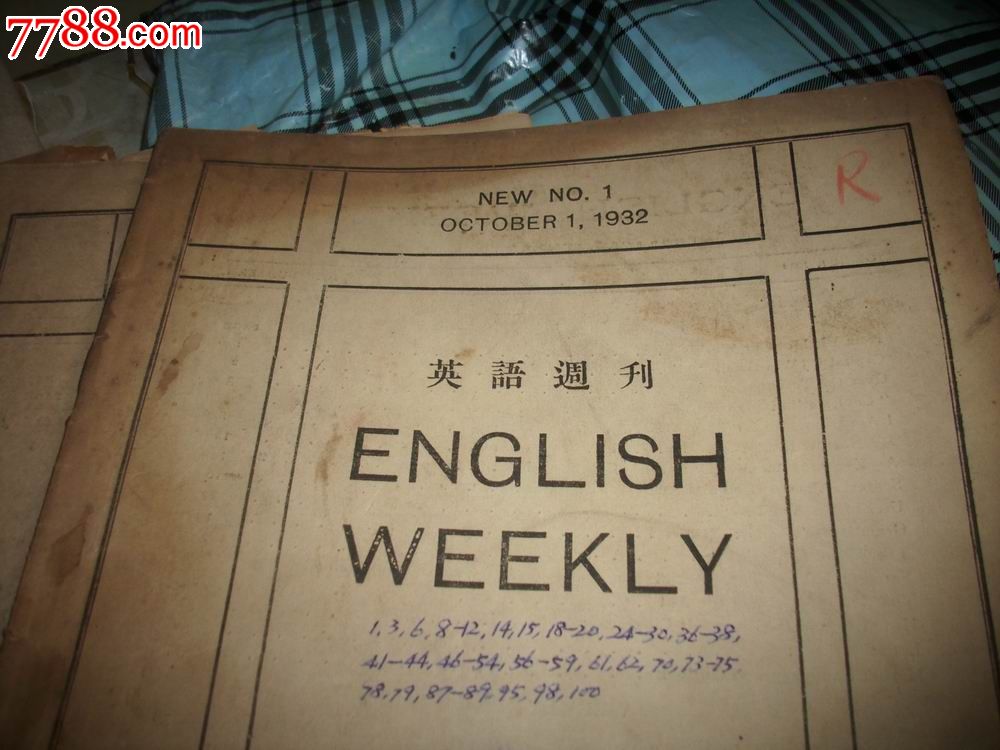 7788.com
NEW NO. 1
R
OCTOBER 1, 1932
英語週刋
ENGLISH
WEEKLY
1,3,6,8-12,14,15,18-20,24-30,36-38,
41-44,46-54,56-59,61,62,70,73-75
78,79,87-89,95,98,100